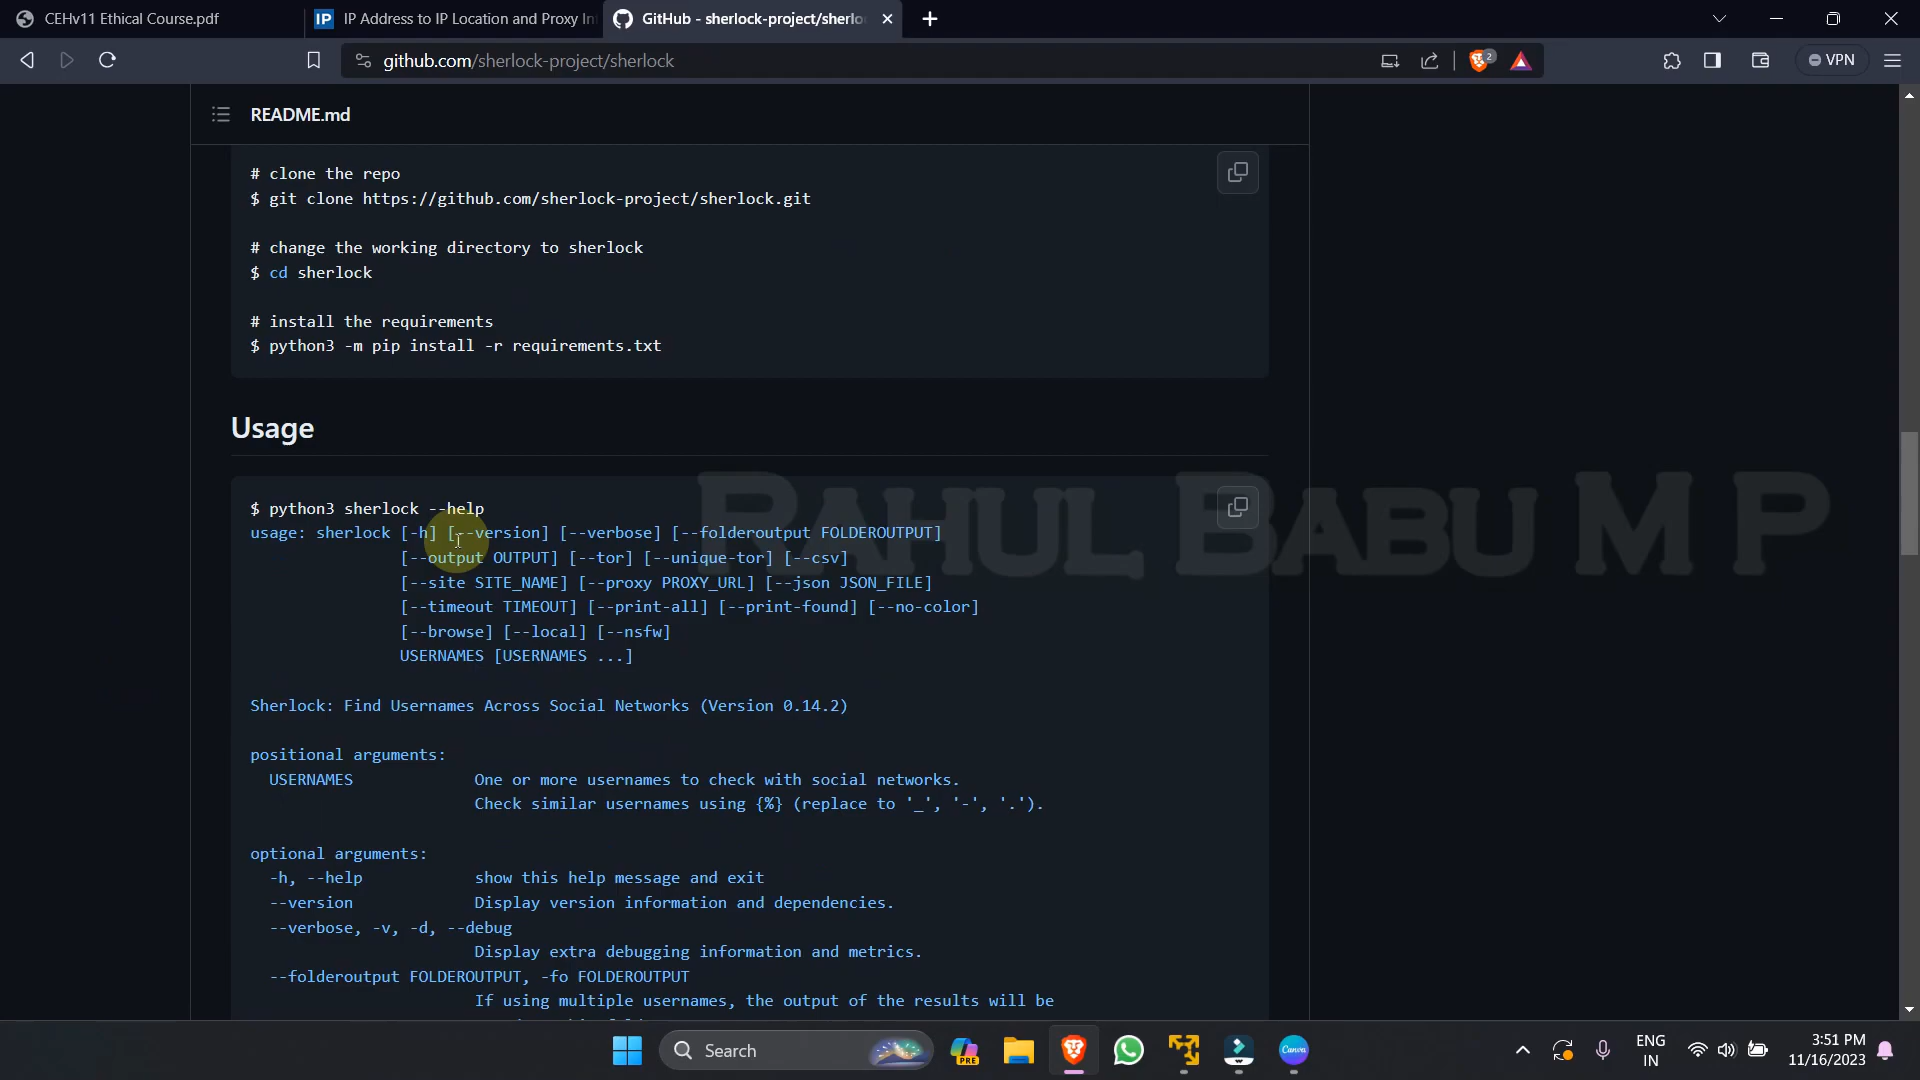 CEHv11 Ethical Course.pdf
IP
IP Address to IP Location and Proxy In
GitHub - sherlock-project/sherlo
github.com/sherlock-project/sherlock
2
VPN
README.md
# clone the repo
$ git clone https://github.com/sherlock-project/sherlock.git
# change the working directory to sherlock
$ cd sherlock
# install the requirements
$ python3 -m pip install -r requirements.txt
Usage
RAHUL BABU M P
$ python3 sherlock --help
usage: sherlock [-h] [--version] [--verbose] [--folderoutput FOLDEROUTPUT]
[--output OUTPUT] [--tor] [--unique-tor] [--csv]
[--site SITE_NAME] [--proxy PROXY_URL] [--json JSON_FILE]
[--timeout TIMEOUT] [--print-all] [--print-found] [--no-color]
[--browse] [--local] [--nsfw]
USERNAMES [USERNAMES ...]
Sherlock: Find Usernames Across Social Networks (Version 0.14.2)
positional arguments:
USERNAMES One or more usernames to check with social networks.
Check similar usernames using {%} (replace to '_', '-', '.').
optional arguments:
-h, --help show this help message and exit
--version Display version information and dependencies.
--verbose, -v, -d, --debug
Display extra debugging information and metrics.
--folderoutput FOLDEROUTPUT, -fo FOLDEROUTPUT
If using multiple usernames, the output of the results will be
Search
PRE
Canva
ENG
IN
3:51 PM
11/16/2023